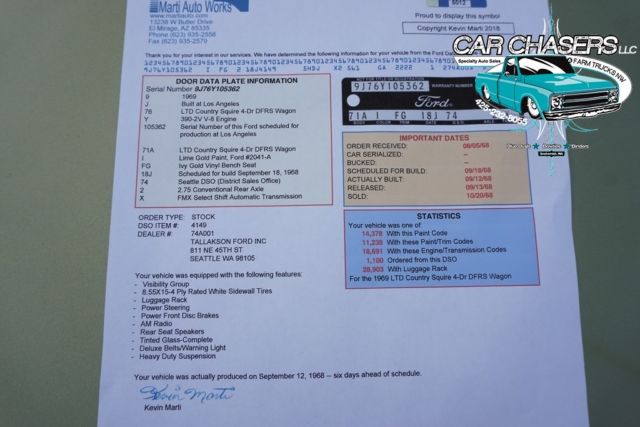 Marti Auto Works
www.martiauto.com
13238 W Butler Drive
El Mirage, AZ 85335
Phone (623) 935-2558
Fax (623) 935-2579
6012
Proud to display this symbol
Copyright Kevin Marti 2018
CAR CHASERS LLC
Specialty Auto Sales
FARM TRUCKS NV
Thank you for your interest in our services. We have determined the following information for your vehicle from the Ford
9J76Y105362
DOOR DATA PLATE INFORMATION
Serial Number 9J76Y105362
9 1969
J Built at Los Angeles
76 LTD Country Squire 4-Dr DFRS Wagon
Y 390-2V V-8 Engine
105362 Serial Number of this Ford scheduled for
production at Los Angeles
71A LTD Country Squire 4-Dr DFRS Wagon
I Lime Gold Paint, Ford #2041-A
FG Ivy Gold Vinyl Bench Seat
18J Scheduled for build September 18, 1968
74 Seattle DSO (District Sales Office)
2 2.75 Conventional Rear Axle
X FMX Select Shift Automatic Transmission
NOT FOR TITLE OR REGISTRATION
9J76Y105362 WARRANTY NUMBER
Ford
71A I FG 18J 74
IMPORTANT DATES
ORDER RECEIVED: 08/05/68
CAR SERIALIZED: --
BUCKED: --
SCHEDULED FOR BUILD: 09/18/68
ACTUALLY BUILT: 09/12/68
RELEASED: 09/13/68
SOLD: 10/20/68
ORDER TYPE: STOCK
DSO ITEM #: 4149
DEALER #: 74A001
TALLAKSON FORD INC
811 NE 45TH ST
SEATTLE WA 98105
STATISTICS
Your vehicle was one of:
14,378 With this Paint Code
11,238 With these Paint/Trim Codes
18,691 With these Engine/Transmission Codes
1,100 Ordered from this DSO
28,903 With Luggage Rack
For the 1969 LTD Country Squire 4-Dr DFRS Wagon
Your vehicle was equipped with the following features:
- Visibility Group
- 8.55X15-4 Ply Rated White Sidewall Tires
- Luggage Rack
- Power Steering
- Power Front Disc Brakes
- AM Radio
- Rear Seat Speakers
- Tinted Glass-Complete
- Deluxe Belts/Warning Light
- Heavy Duty Suspension
Your vehicle was actually produced on September 12, 1968 -- six days ahead of schedule.
Kevin Marti
Kevin Marti